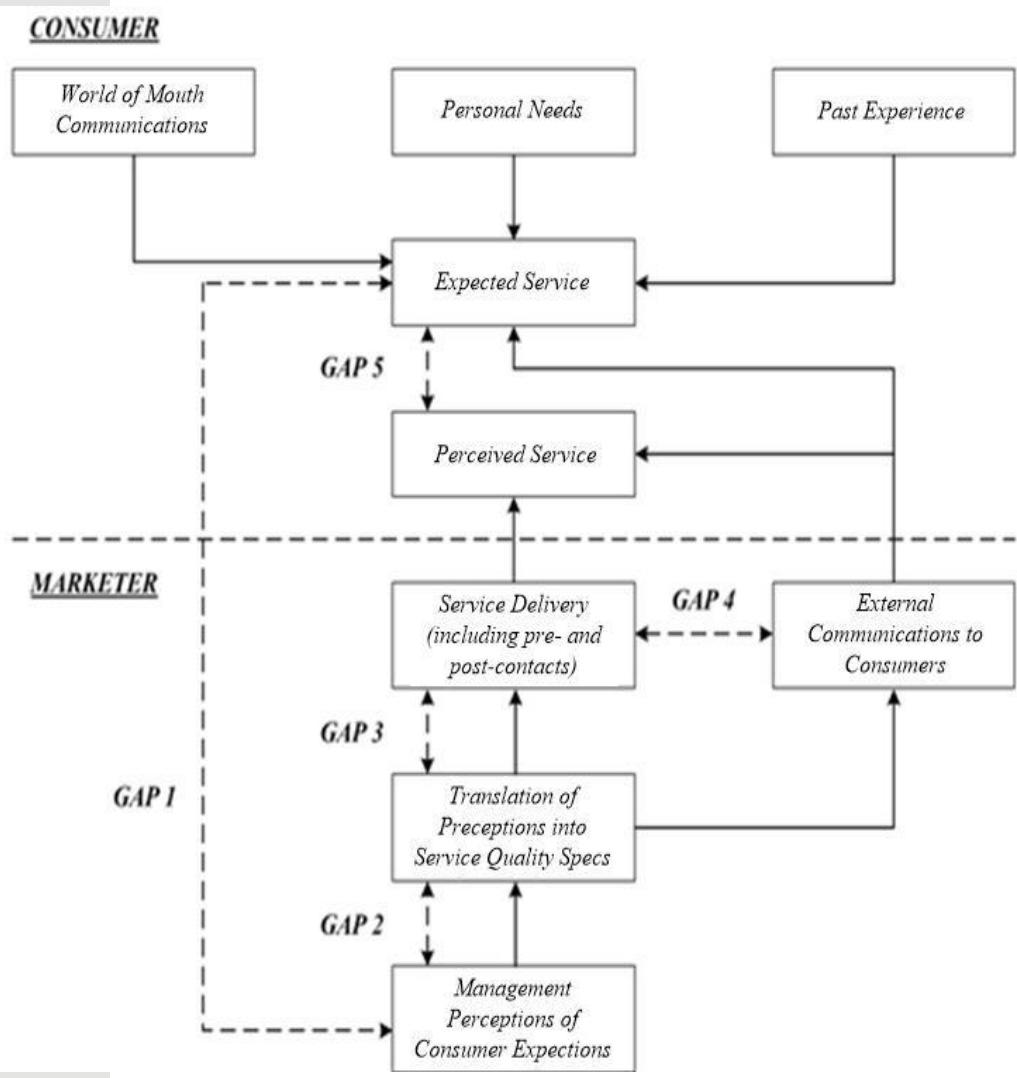 CONSUMER
World of Mouth
Communications
Personal Needs
Past Experience
Expected Service
GAP 5
Perceived Service
MARKETER
Service Delivery
(including pre- and
post-contacts)
GAP 4
External
Communications to
Consumers
GAP 3
GAP 1
Translation of
Preceptions into
Service Quality Specs
GAP 2
Management
Perceptions of
Consumer Expections